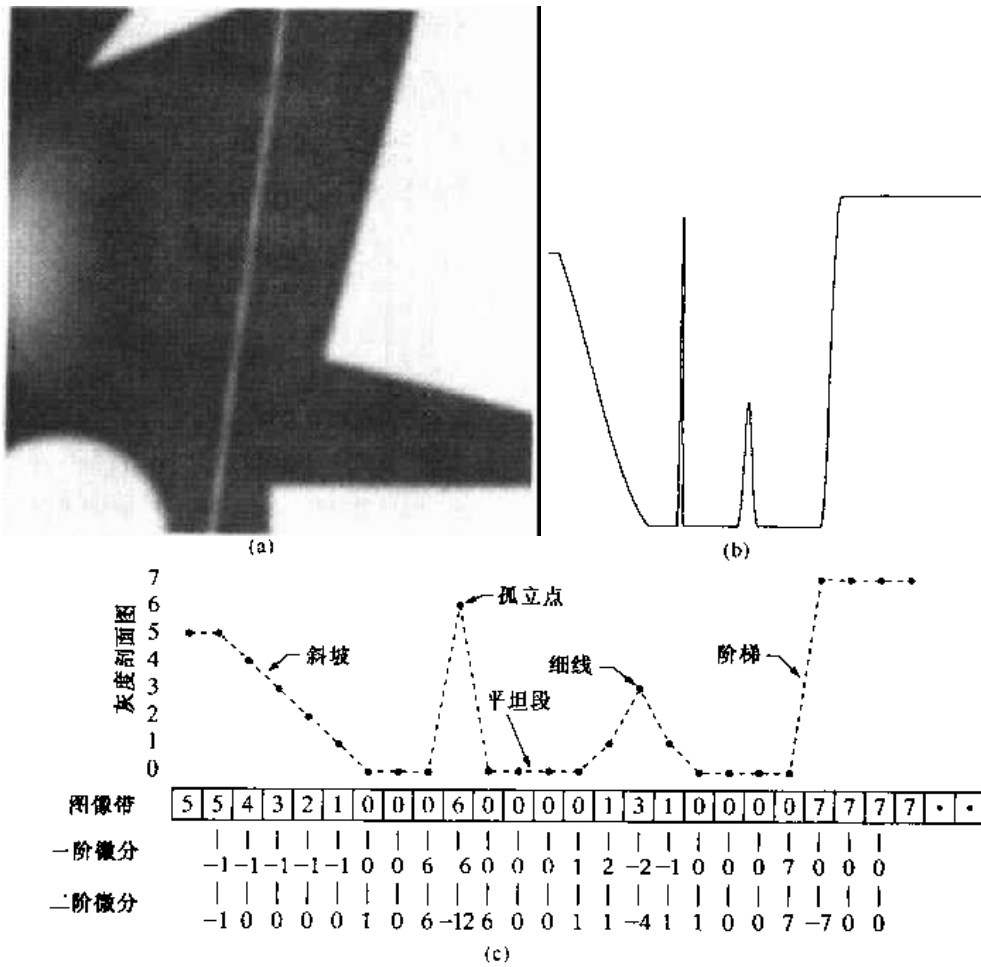 (a)
(b)
灰度剖面图
7
6
5
4
3
2
1
0
斜坡
孤立点
平坦段
细线
阶梯
图像带 5 5 4 3 2 1 0 0 0 6 0 0 0 0 1 3 1 0 0 0 0 7 7 7 7 • •
一阶微分 −1 −1 −1 −1 −1 0 0 6 6 0 0 0 1 2 −2 −1 0 0 0 7 0 0 0
二阶微分 −1 0 0 0 0 1 0 6 −12 6 0 0 1 1 −4 1 1 0 0 7 −7 0 0
(c)